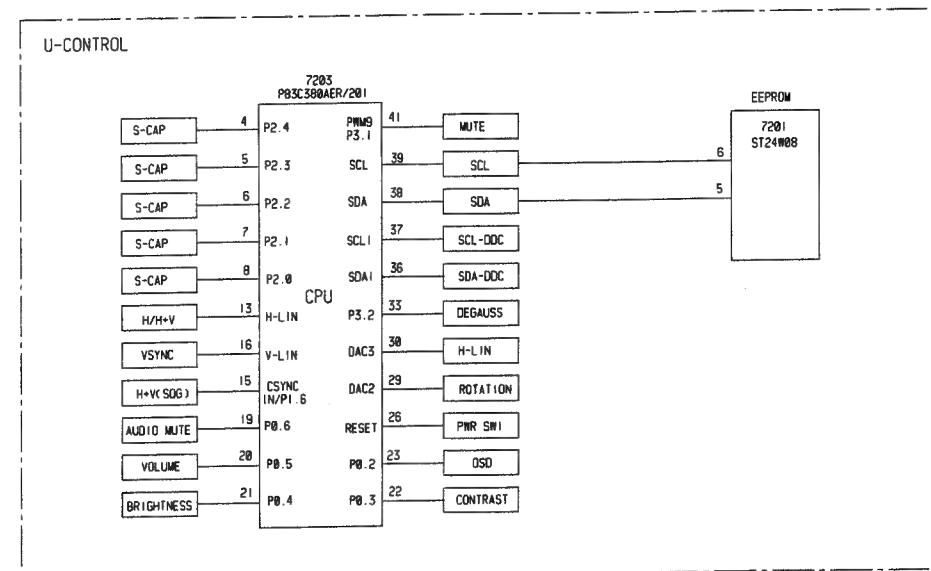 U-CONTROL
7203
P83C380AER/201
EEPROM
7201
ST24W08
S-CAP 4 P2.4
PWM9
P3.1
41 MUTE
S-CAP 5 P2.3
SCL 39 SCL 6
S-CAP 6 P2.2
SDA 38 SDA 5
S-CAP 7 P2.1
SCL1 37 SCL-DDC
S-CAP 8 P2.0
SDA1 36 SDA-DDC
CPU
H/H+V 13 H-LIN
P3.2 33 DEGAUSS
VSYNC 16 V-LIN
DAC3 30 H-LIN
H+V(SOG) 15 CSYNC
IN/P1.6
DAC2 29 ROTATION
AUDIO MUTE 19 P0.6
RESET 26 PWR SWI
VOLUME 20 P0.5
P0.2 23 OSD
BRIGHTNESS 21 P0.4
P0.3 22 CONTRAST